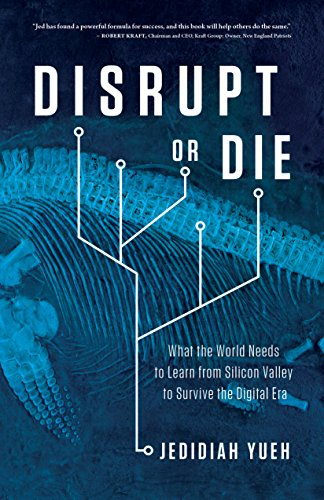 "Jed has found a powerful formula for success, and this book will help others do the same."
— ROBERT KRAFT, Chairman and CEO, Kraft Group; Owner, New England Patriots
DISRUPT
OR DIE
What the World Needs
to Learn from Silicon Valley
to Survive the Digital Era
JEDIDIAH YUEH